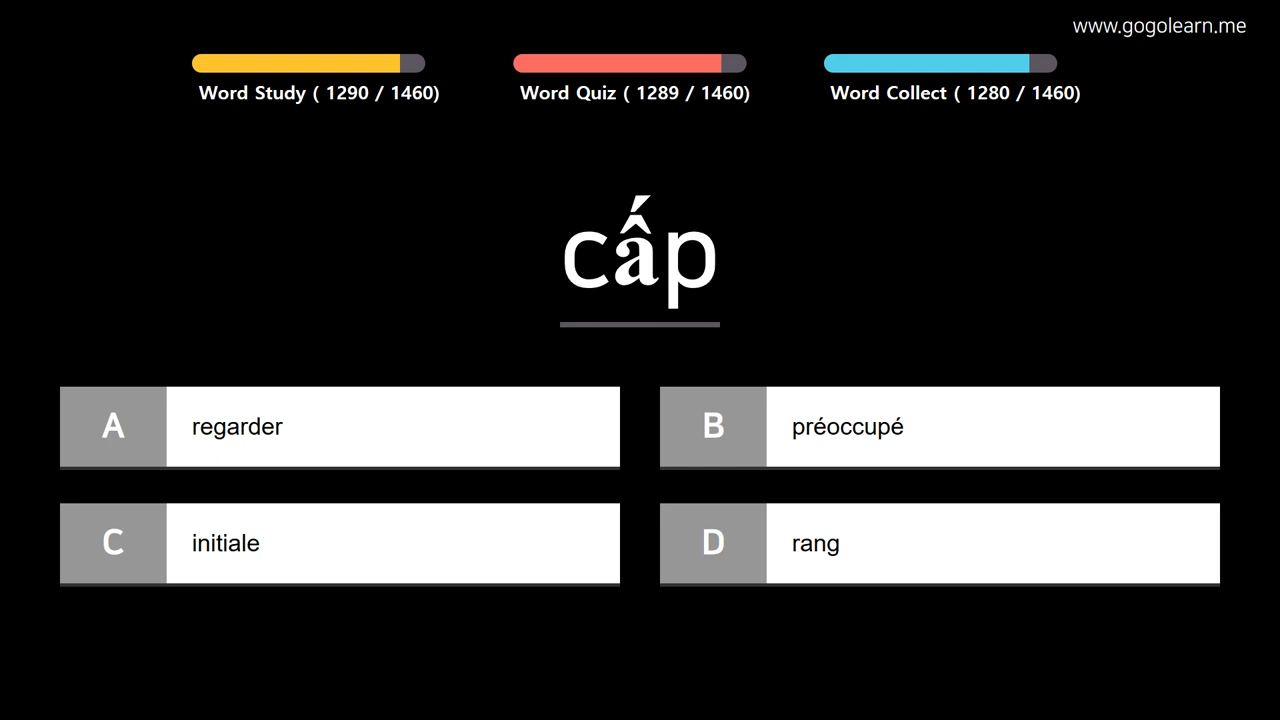 www.gogolearn.me
Word Study ( 1290 / 1460)
Word Quiz ( 1289 / 1460)
Word Collect ( 1280 / 1460)
cấp
A
regarder
B
préoccupé
C
initiale
D
rang